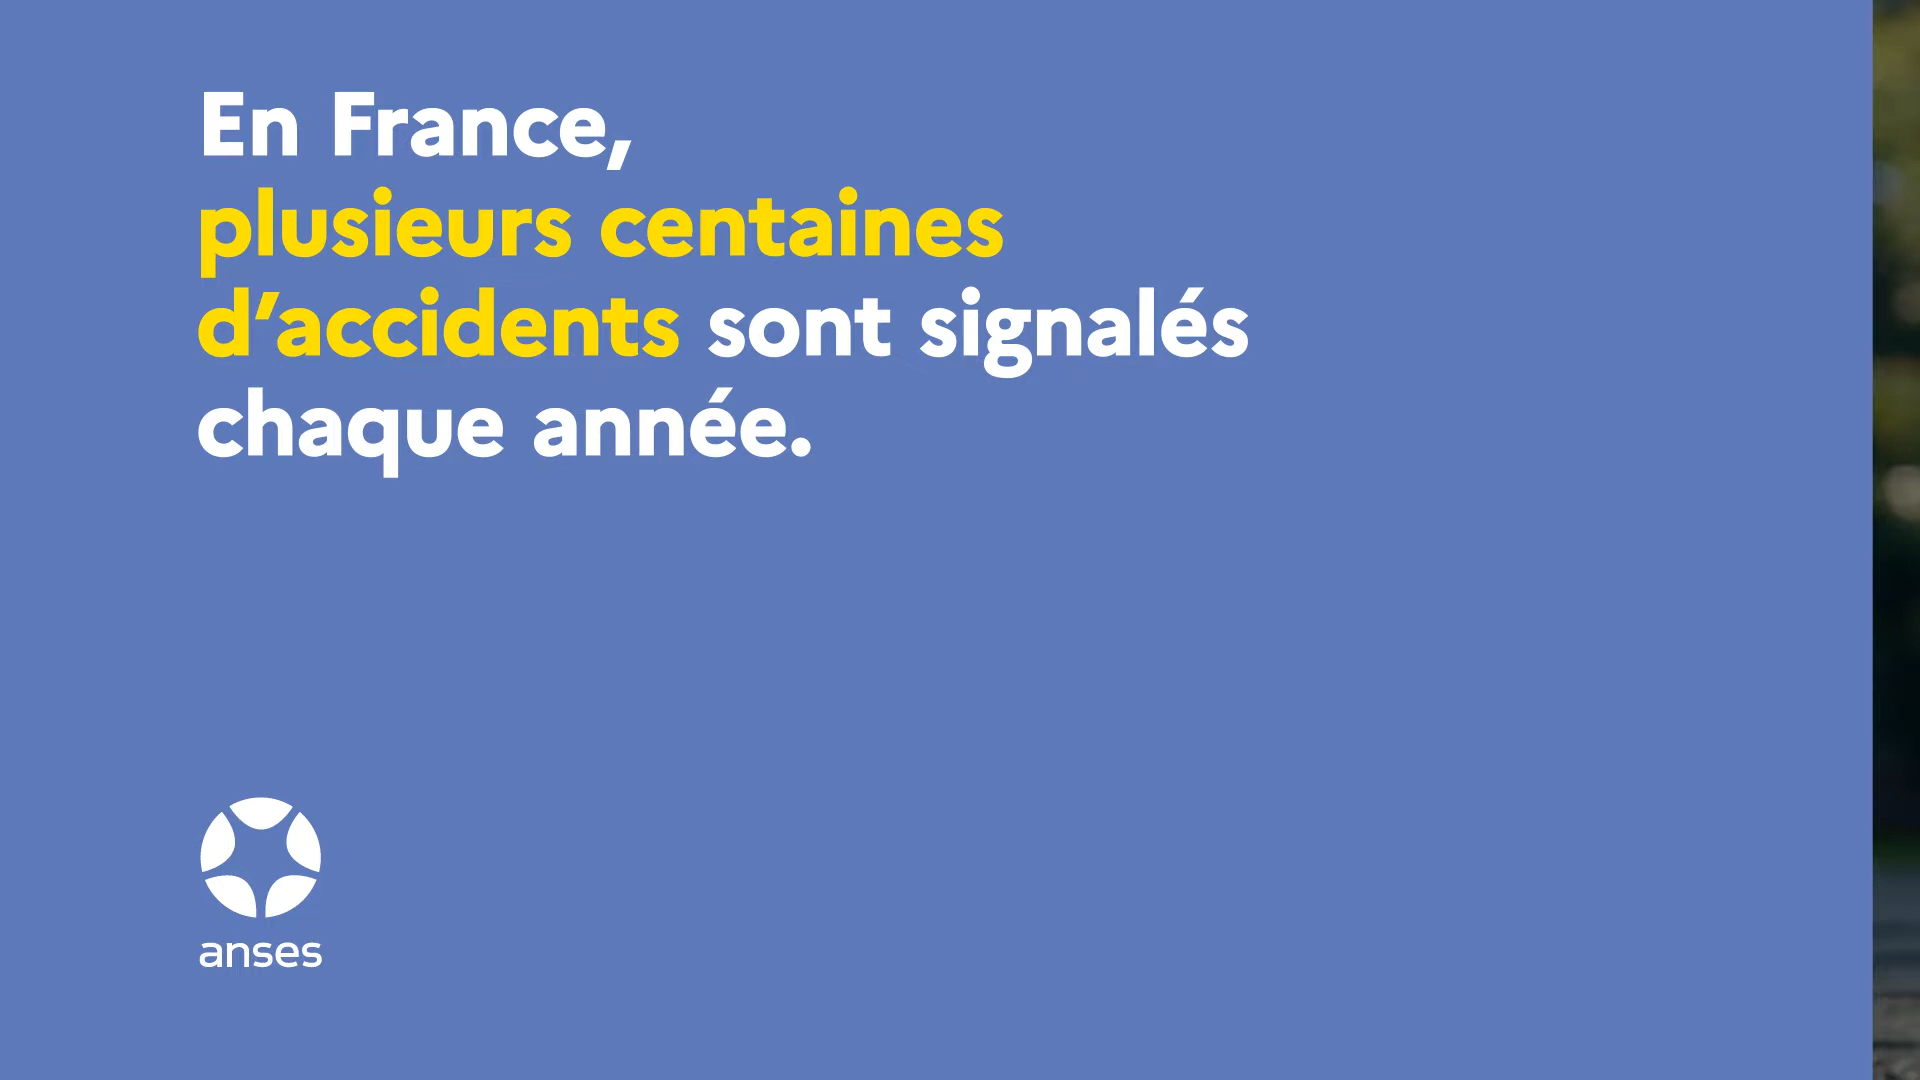 En France,
plusieurs centaines
d’accidents sont signalés
chaque année.
anses